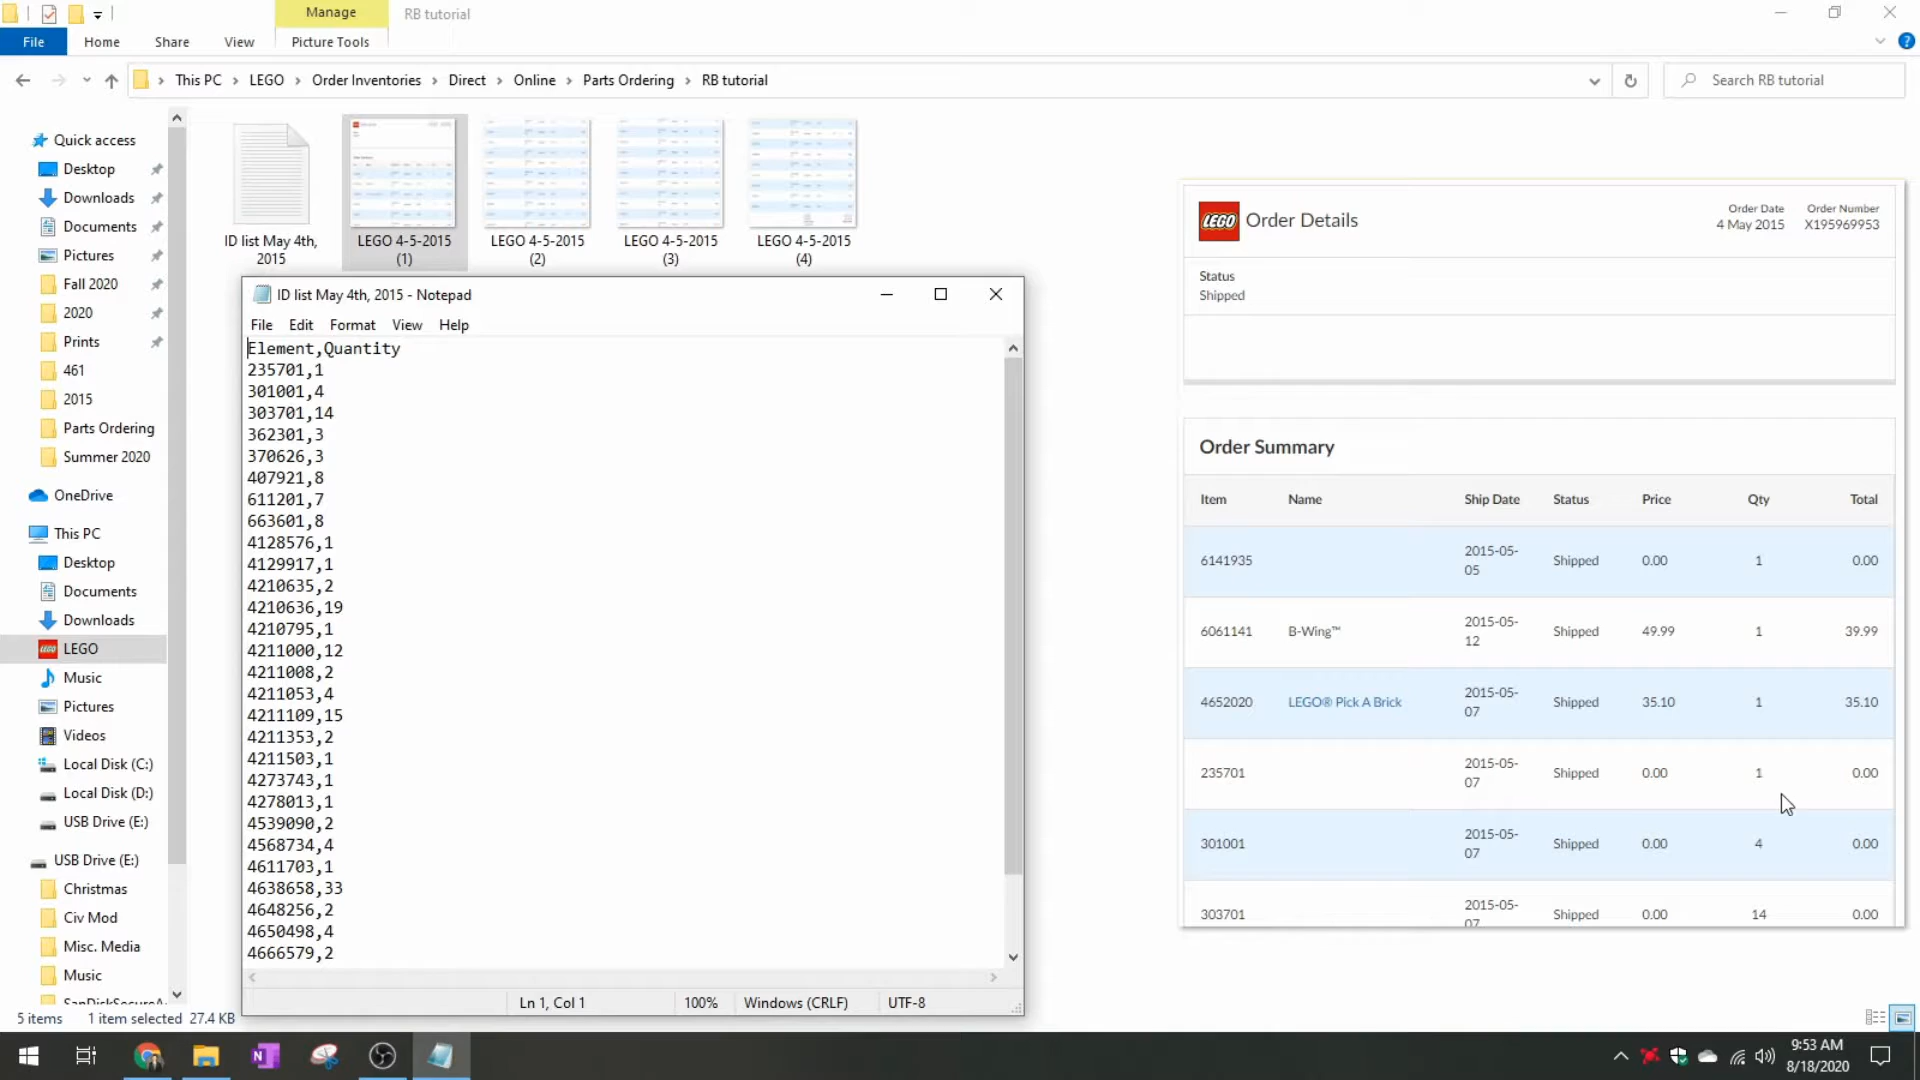 Manage
RB tutorial
File
Home
Share
View
Picture Tools
This PC > LEGO > Order Inventories > Direct > Online > Parts Ordering > RB tutorial
Search RB tutorial
Quick access
Desktop
Downloads
Documents
Pictures
Fall 2020
2020
Prints
461
2015
Parts Ordering
Summer 2020
OneDrive
This PC
Desktop
Documents
Downloads
LEGO
Music
Pictures
Videos
Local Disk (C:)
Local Disk (D:)
USB Drive (E:)
USB Drive (E:)
Christmas
Civ Mod
Misc. Media
Music
SanDiskSecureA
5 items 1 item selected 27.4 KB
ID list May 4th,
2015
LEGO 4-5-2015
(1)
LEGO 4-5-2015
(2)
LEGO 4-5-2015
(3)
LEGO 4-5-2015
(4)
ID list May 4th, 2015 - Notepad
File Edit Format View Help
Element,Quantity
235701,1
301001,4
303701,14
362301,3
370626,3
407921,8
611201,7
663601,8
4128576,1
4129917,1
4210635,2
4210636,19
4210795,1
4211000,12
4211008,2
4211053,4
4211109,15
4211353,2
4211503,1
4273743,1
4278013,1
4539090,2
4568734,4
4611703,1
4638658,33
4648256,2
4650498,4
4666579,2
Ln 1, Col 1 100% Windows (CRLF) UTF-8
LEGO Order Details
Order Date Order Number
4 May 2015 X195969953
Status
Shipped
Order Summary
Item Name Ship Date Status Price Qty Total
6141935 2015-05-05 Shipped 0.00 1 0.00
6061141 B-Wing™ 2015-05-12 Shipped 49.99 1 39.99
4652020 LEGO® Pick A Brick 2015-05-07 Shipped 35.10 1 35.10
235701 2015-05-07 Shipped 0.00 1 0.00
301001 2015-05-07 Shipped 0.00 4 0.00
303701 2015-05-07 Shipped 0.00 14 0.00
9:53 AM
8/18/2020